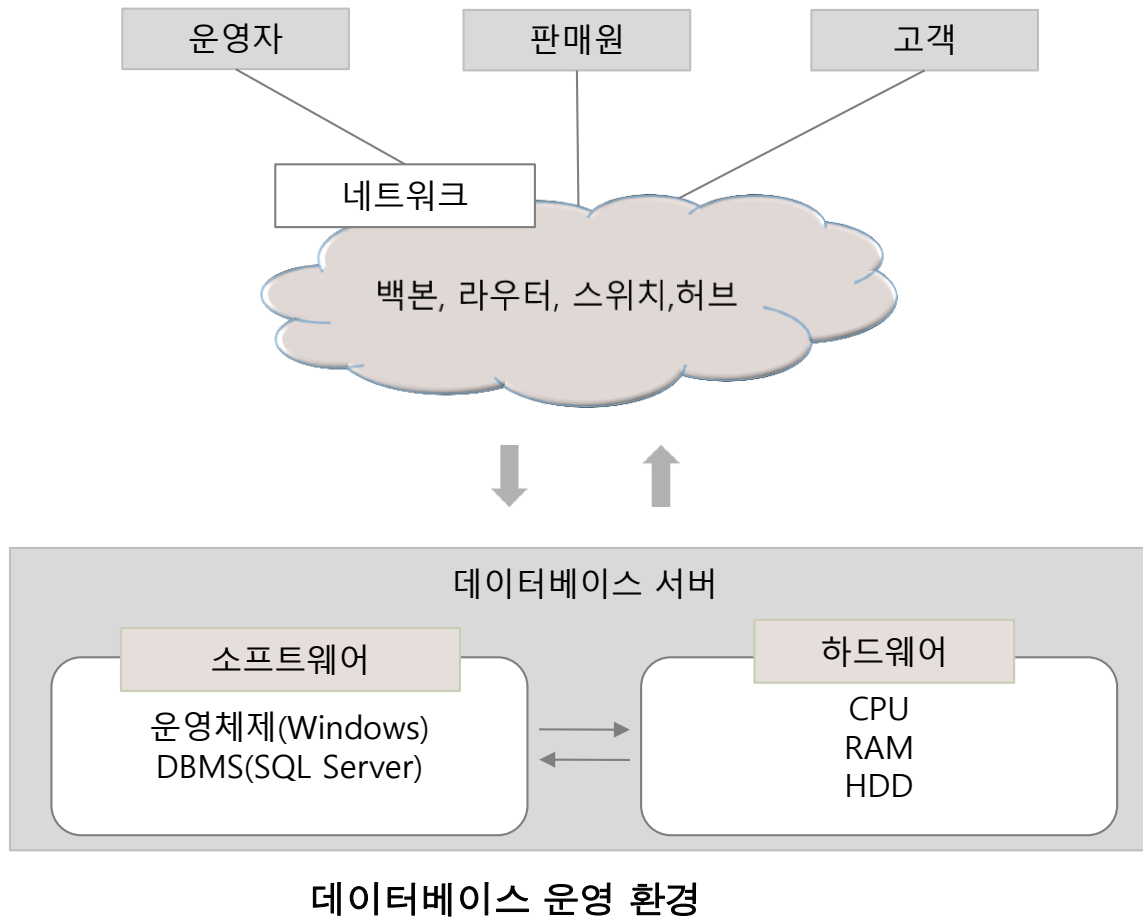 운영자
판매원
고객
네트워크
백본, 라우터, 스위치,허브
데이터베이스 서버
소프트웨어
하드웨어
운영체제(Windows)
DBMS(SQL Server)
CPU
RAM
HDD
데이터베이스 운영 환경